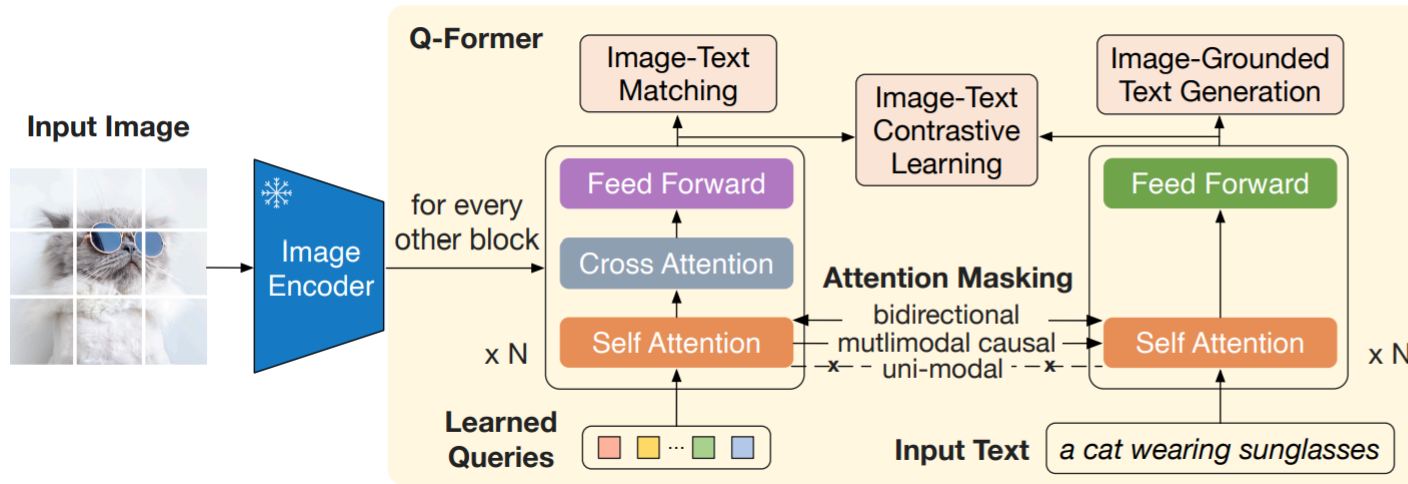 Q-Former
Input Image
Image
Encoder
for every
other block
Image-Text
Matching
Image-Text
Contrastive
Learning
Image-Grounded
Text Generation
Feed Forward
Cross Attention
Self Attention
x N
Attention Masking
bidirectional
mutlimodal causal
x uni-modal x
Feed Forward
Self Attention
x N
Learned
Queries
...
Input Text
a cat wearing sunglasses